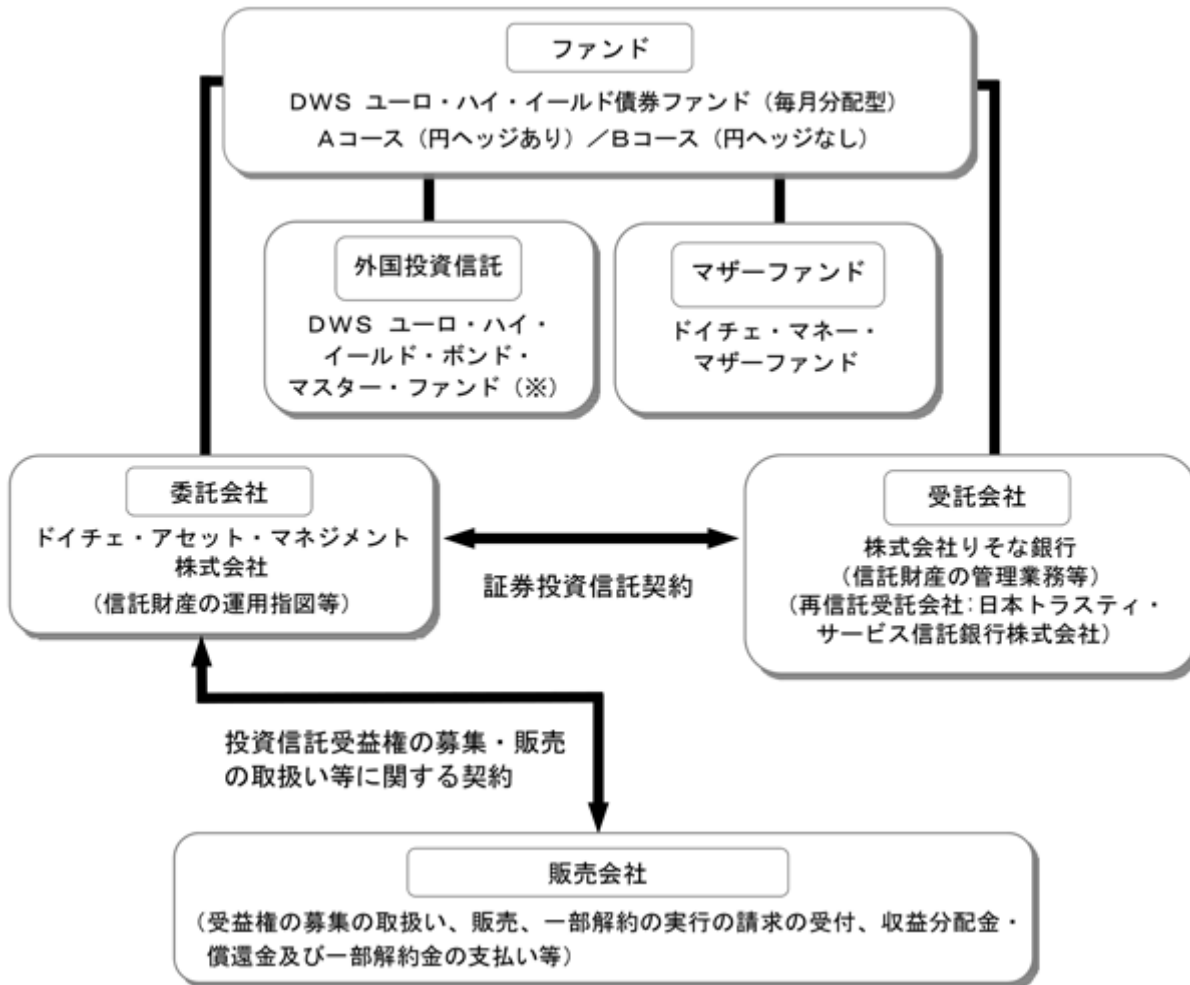 ファンド
DWS ユーロ・ハイ・イールド債券ファンド(毎月分配型)
Aコース(円ヘッジあり)/Bコース(円ヘッジなし)
外国投資信託
DWS ユーロ・ハイ・
イールド・ボンド・
マスター・ファンド(※)
マザーファンド
ドイチェ・マネー・
マザーファンド
委託会社
ドイチェ・アセット・マネジメント
株式会社
(信託財産の運用指図等)
証券投資信託契約
受託会社
株式会社りそな銀行
(信託財産の管理業務等)
(再信託受託会社:日本トラスティ・
サービス信託銀行株式会社)
投資信託受益権の募集・販売
の取扱い等に関する契約
販売会社
(受益権の募集の取扱い、販売、一部解約の実行の請求の受付、収益分配金・
償還金及び一部解約金の支払い等)